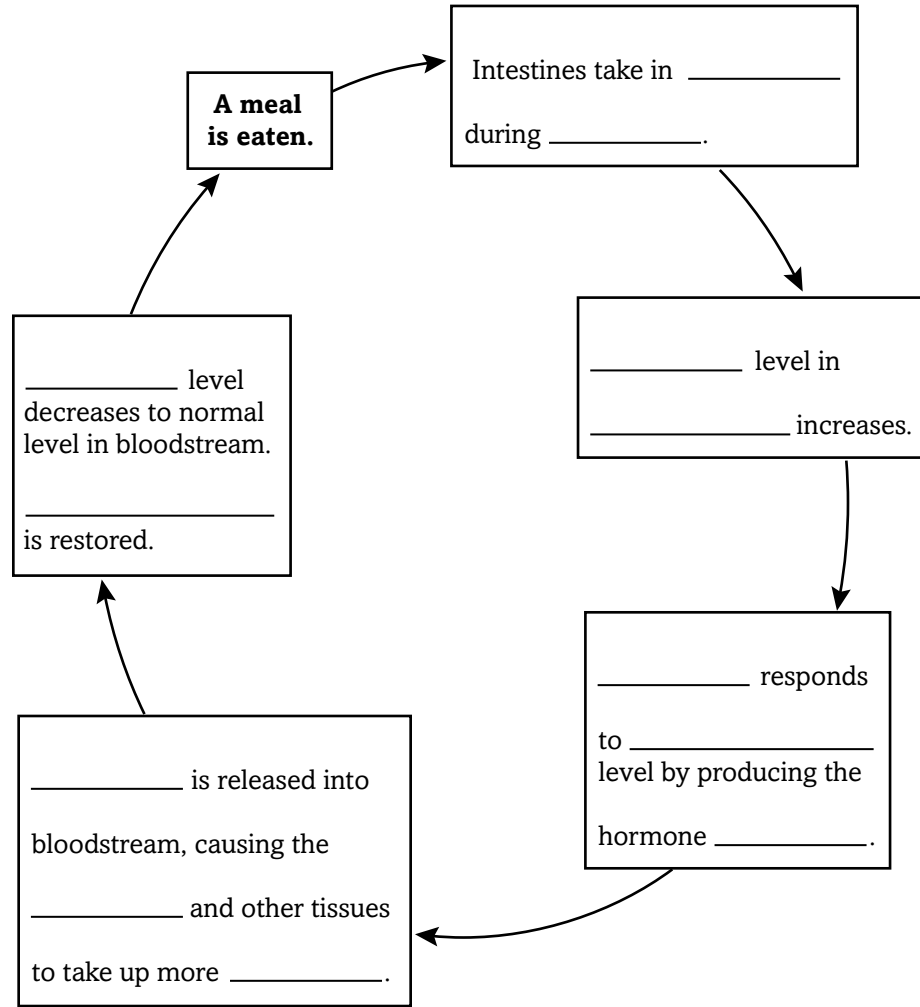 A meal
is eaten.
Intestines take in ___________
during ___________.
___________ level in
_______________ increases.
___________ responds
to __________________
level by producing the
hormone ___________.
___________ is released into
bloodstream, causing the
___________ and other tissues
to take up more ___________.
___________ level
decreases to normal
level in bloodstream.
__________________
is restored.